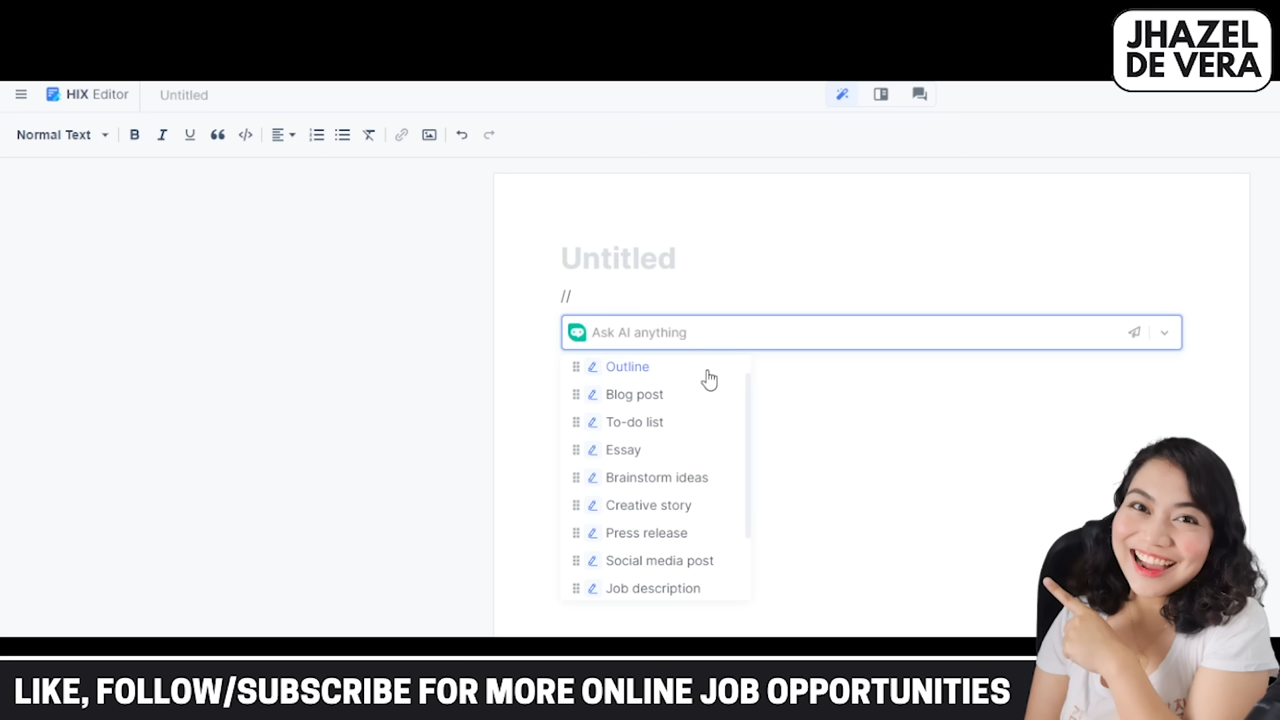 JHAZEL
DE VERA
HIX Editor
Untitled
Normal Text
B I U
Untitled
//
Ask AI anything
Outline
Blog post
To-do list
Essay
Brainstorm ideas
Creative story
Press release
Social media post
Job description
LIKE, FOLLOW/SUBSCRIBE FOR MORE ONLINE JOB OPPORTUNITIES